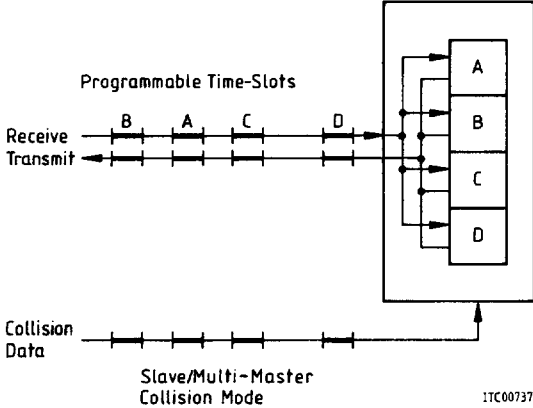 Programmable Time-Slots
B A C D
Receive
Transmit
A
B
C
D
Collision
Data
Slave/Multi-Master
Collision Mode
ITC00737